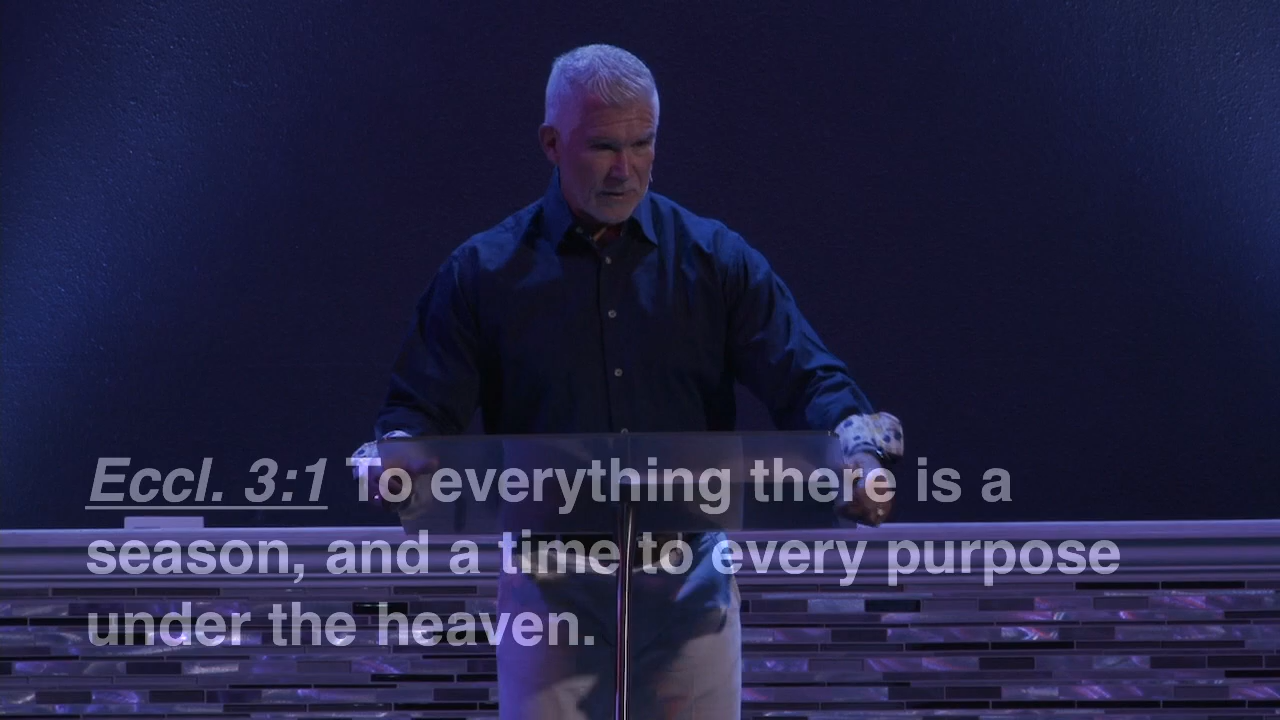 Eccl. 3:1 To everything there is a
season, and a time to every purpose
under the heaven.